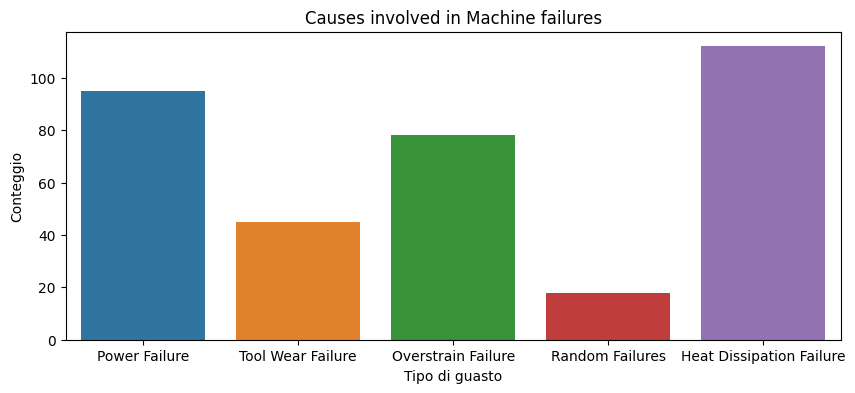 Causes involved in Machine failures
Conteggio
100
80
60
40
20
0
Power Failure Tool Wear Failure Overstrain Failure Random Failures Heat Dissipation Failure
Tipo di guasto